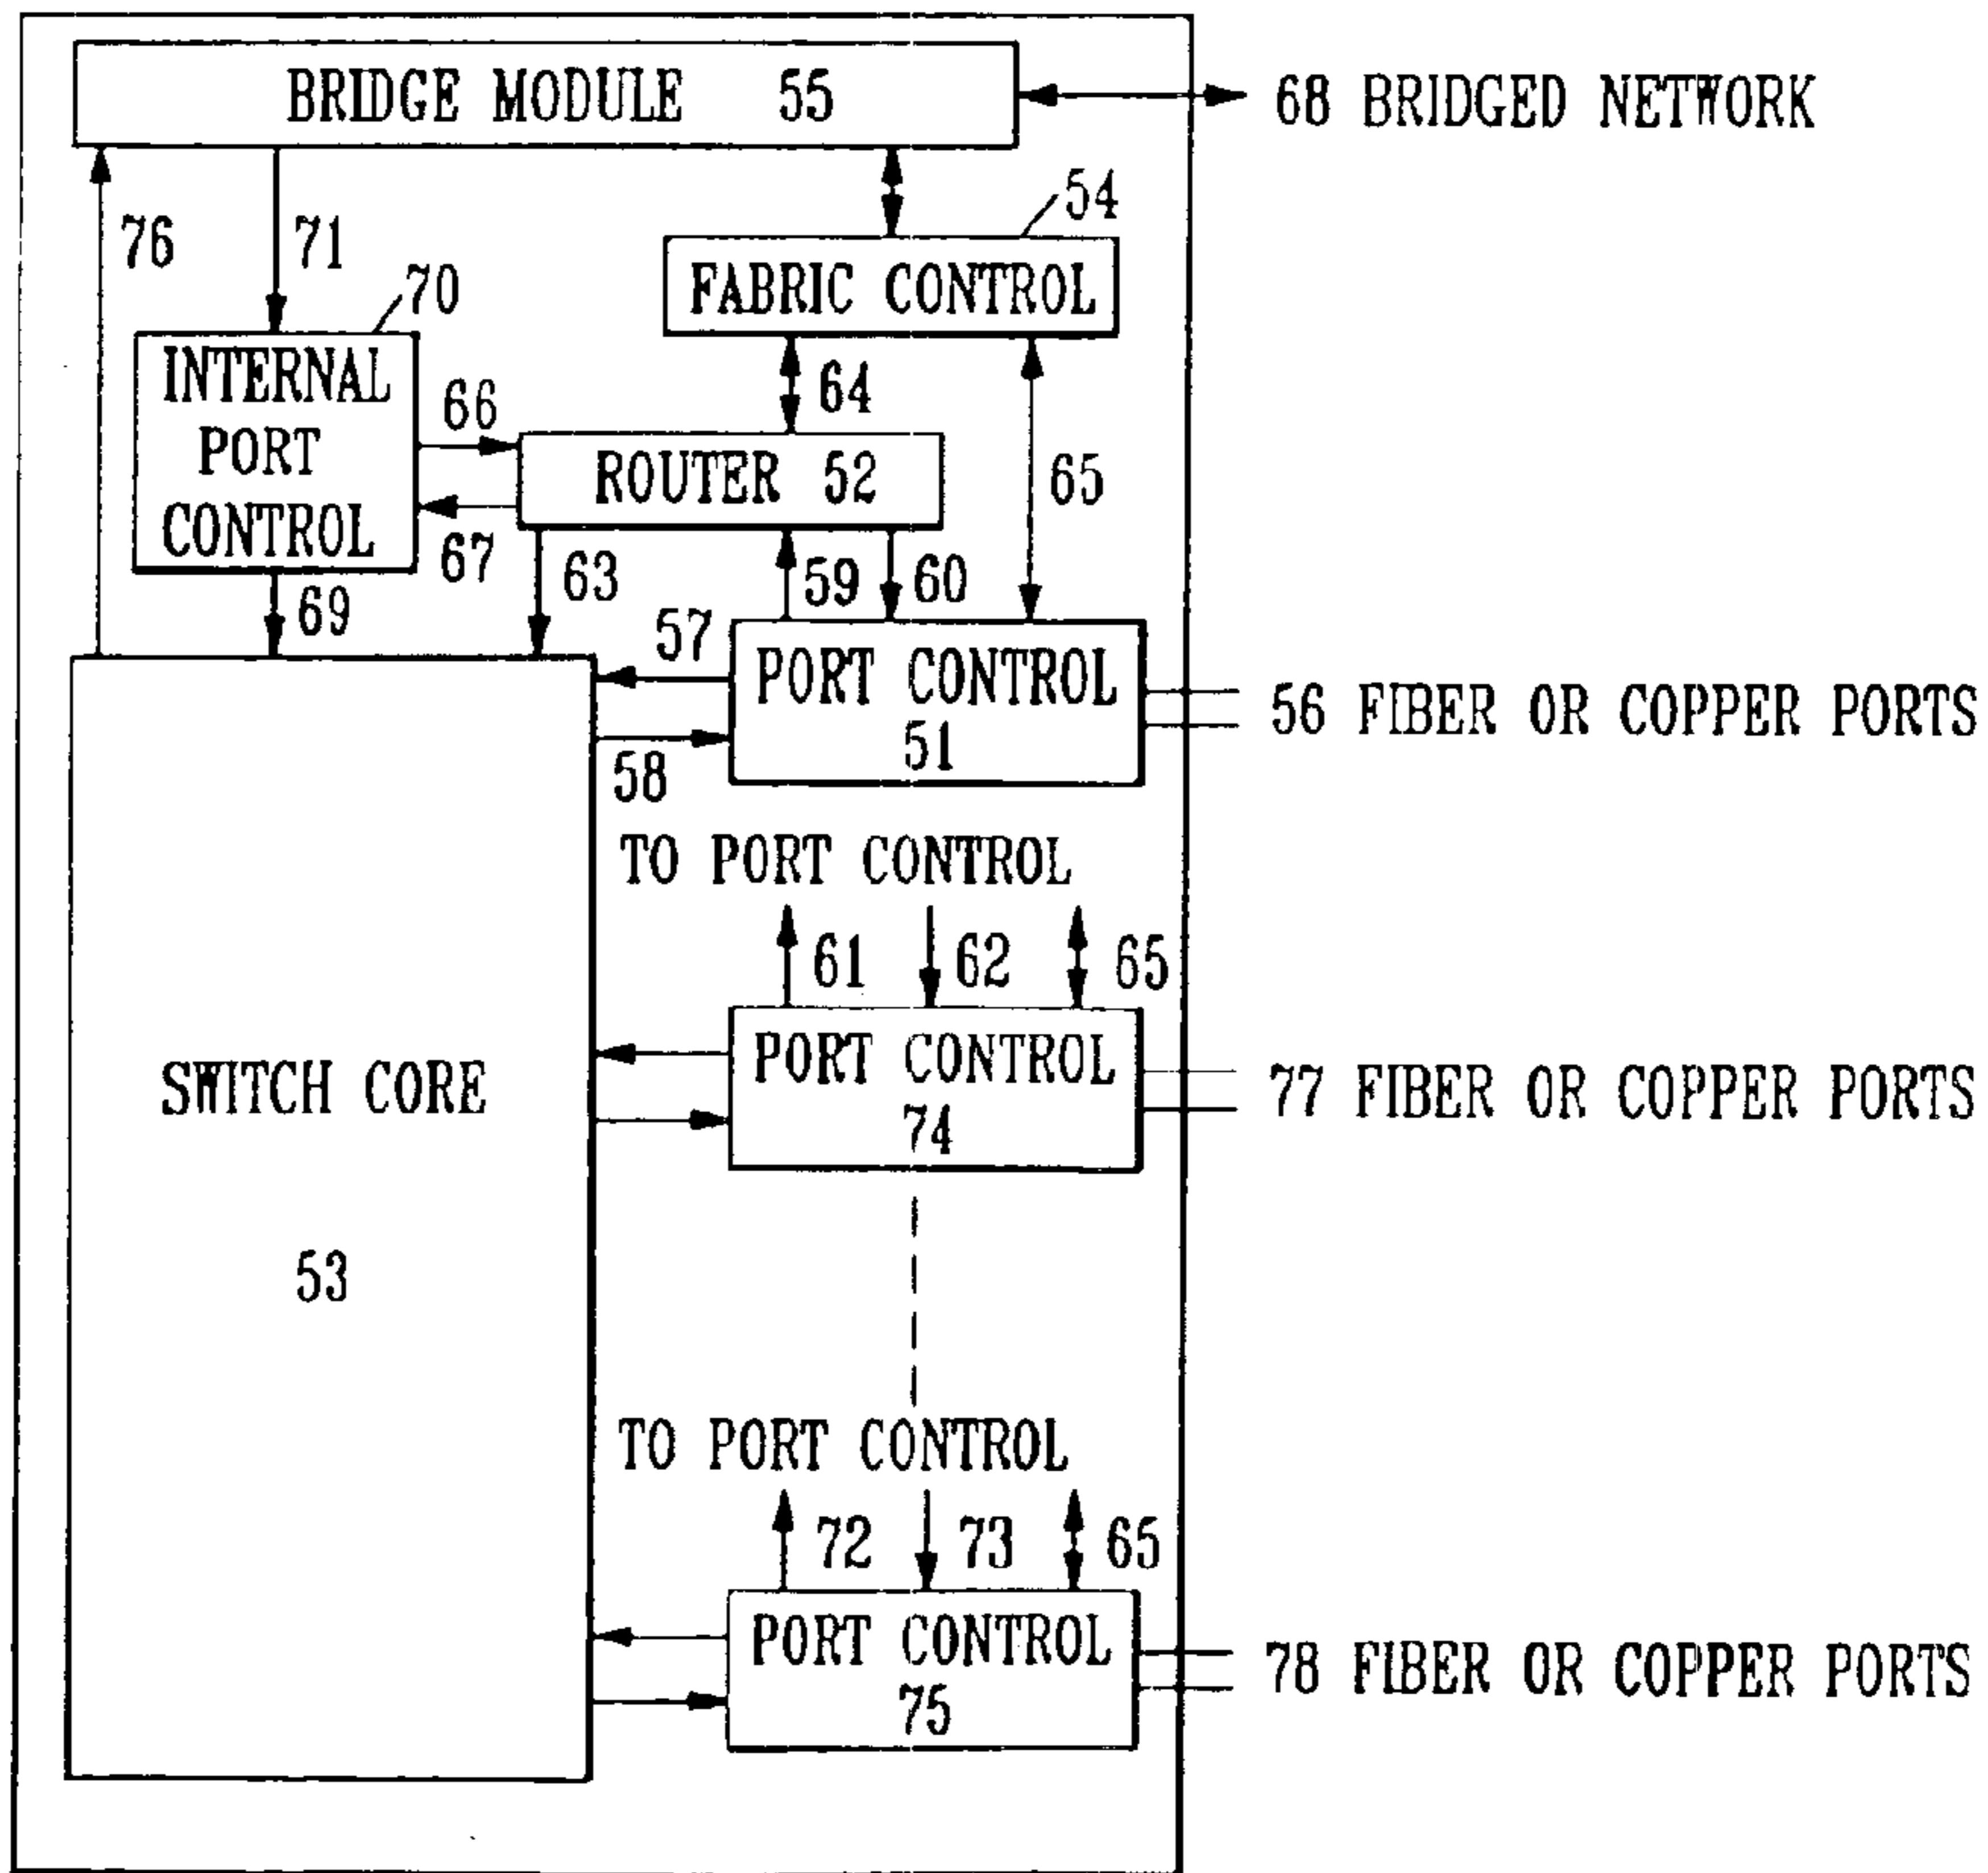 BRIDGE MODULE 55
68 BRIDGED NETWORK
76
71
54
70
FABRIC CONTROL
INTERNAL
PORT
CONTROL
66
64
65
ROUTER 52
67
63
59
60
69
57
PORT CONTROL
51
56 FIBER OR COPPER PORTS
58
TO PORT CONTROL
61
62
65
PORT CONTROL
74
77 FIBER OR COPPER PORTS
SWITCH CORE
53
TO PORT CONTROL
72
73
65
PORT CONTROL
75
78 FIBER OR COPPER PORTS